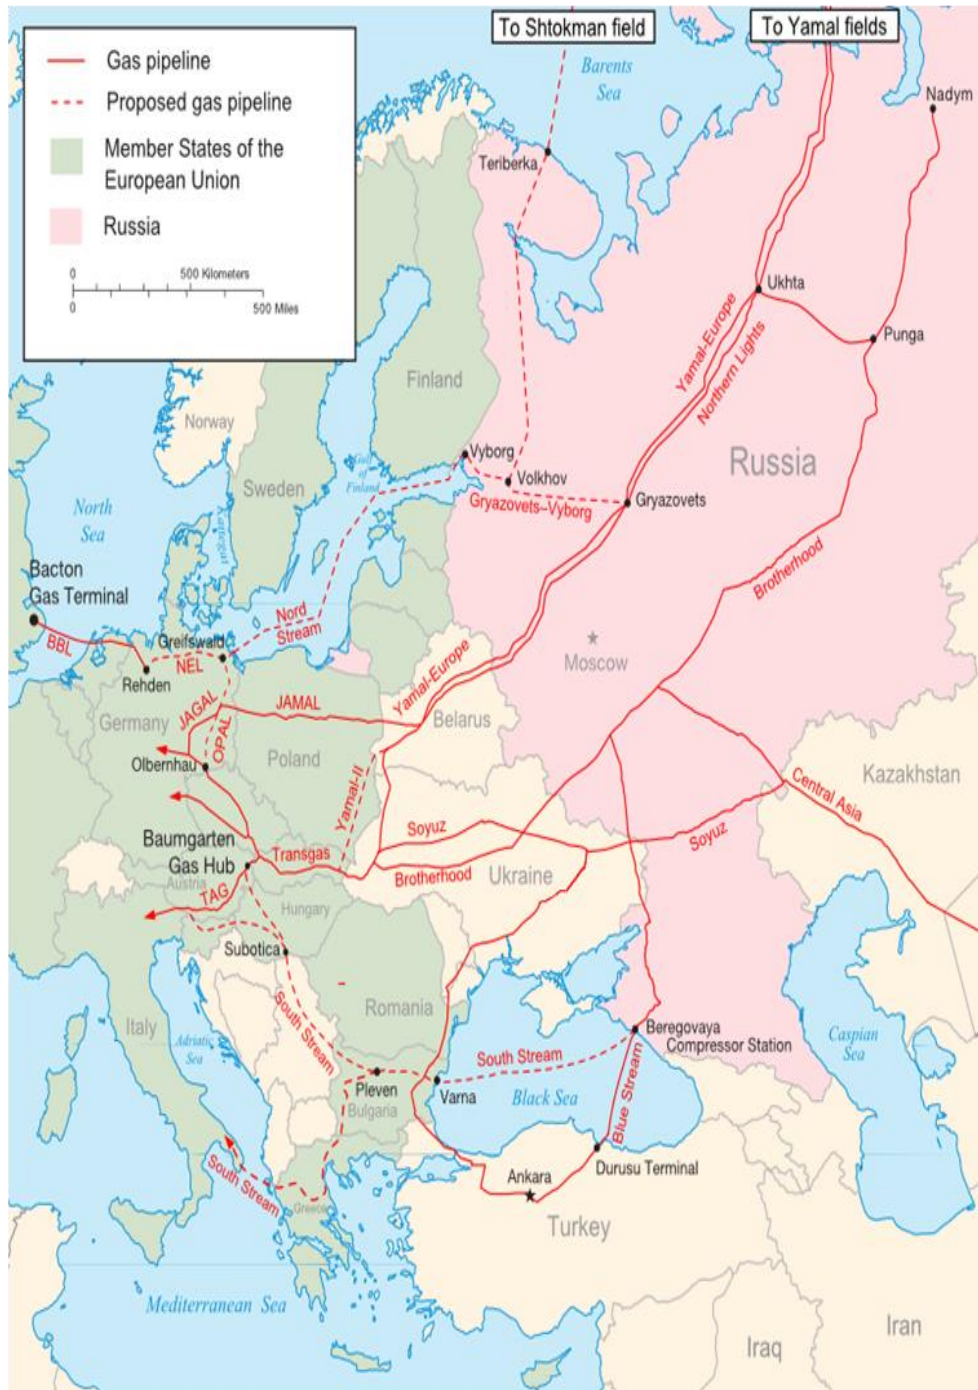 To Shtokman field
To Yamal fields
Gas pipeline
Proposed gas pipeline
Member States of the
European Union
Russia
0
500 Kilometers
0
500 Miles
Barents
Sea
Nadym
Teriberka
Ukhta
Punga
Yamal-Europe
Northern Lights
Finland
Norway
Sweden
Gulf
of
Finland
Vyborg
Volkhov
Gryazovets-Vyborg
Gryazovets
Russia
North
Sea
Kattegat
Bacton
Gas Terminal
BBL
Greifswald
NEL
Rehden
Nord
Stream
Brotherhood
Moscow
Yamal-Europe
Belarus
JAGAL
JAMAL
Germany
OPAL
Poland
Olbernhau
Yamal-II
Kazakhstan
Central Asia
Soyuz
Soyuz
Baumgarten
Gas Hub
Transgas
Brotherhood
Ukraine
Austria
TAG
Hungary
Subotica
South Stream
Romania
Italy
Adriatic
Sea
Beregovaya
Compressor Station
Caspian
Sea
South Stream
Pleven
Varna
Bulgaria
Black Sea
Blue Stream
Durusu Terminal
Ankara
South Stream
Greece
Turkey
Mediterranean Sea
Iraq
Iran